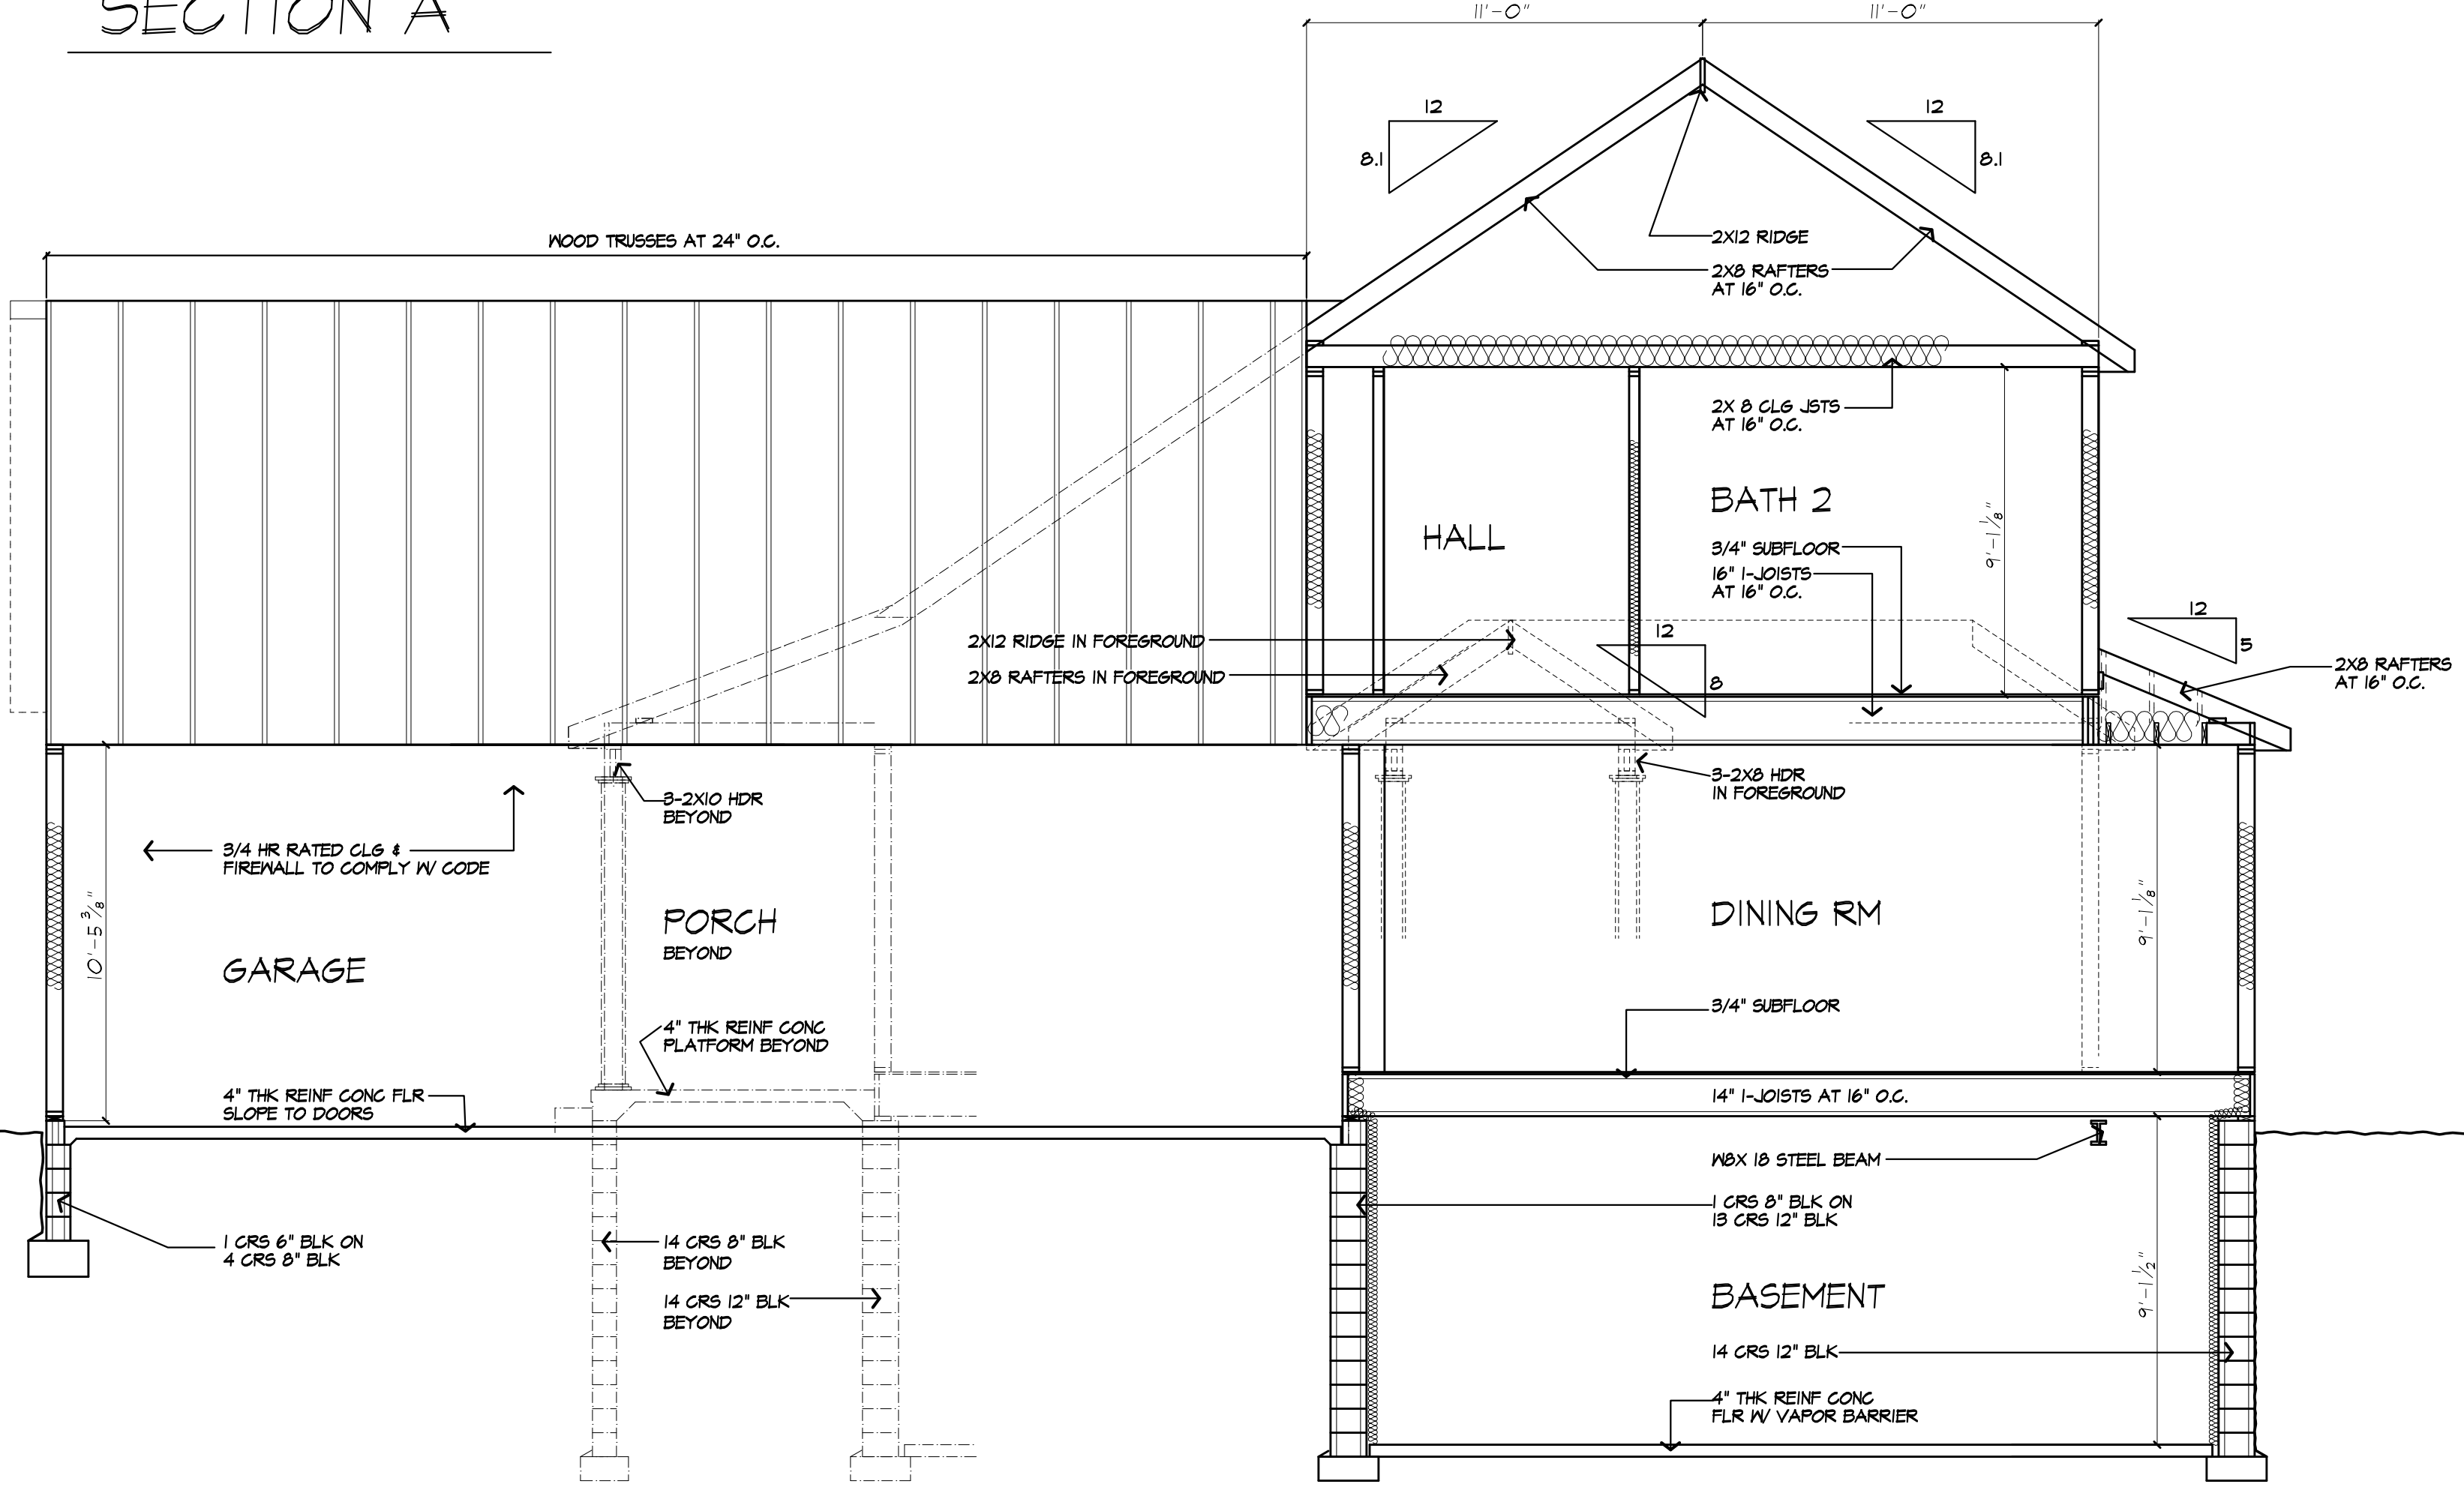 SECTION A
11'-0"
11'-0"
12
8.1
12
8.1
WOOD TRUSSES AT 24" O.C.
2X12 RIDGE
2X8 RAFTERS
AT 16" O.C.
2X 8 CLG JSTS
AT 16" O.C.
BATH 2
HALL
9'-1 1/8"
3/4" SUBFLOOR
16" I-JOISTS
AT 16" O.C.
2X12 RIDGE IN FOREGROUND
2X8 RAFTERS IN FOREGROUND
12
8
12
5
2X8 RAFTERS
AT 16" O.C.
3-2X10 HDR
BEYOND
3-2X8 HDR
IN FOREGROUND
3/4 HR RATED CLG &
FIREWALL TO COMPLY W/ CODE
10'-5 3/8"
PORCH
BEYOND
GARAGE
DINING RM
9'-1 1/8"
4" THK REINF CONC
PLATFORM BEYOND
3/4" SUBFLOOR
4" THK REINF CONC FLR
SLOPE TO DOORS
14" I-JOISTS AT 16" O.C.
W8X 18 STEEL BEAM
1 CRS 8" BLK ON
13 CRS 12" BLK
1 CRS 6" BLK ON
4 CRS 8" BLK
14 CRS 8" BLK
BEYOND
14 CRS 12" BLK
BEYOND
BASEMENT
9'-1 1/2"
14 CRS 12" BLK
4" THK REINF CONC
FLR W/ VAPOR BARRIER